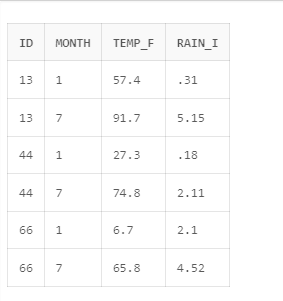 ID MONTH TEMP_F RAIN_I
13 1 57.4 .31
13 7 91.7 5.15
44 1 27.3 .18
44 7 74.8 2.11
66 1 6.7 2.1
66 7 65.8 4.52